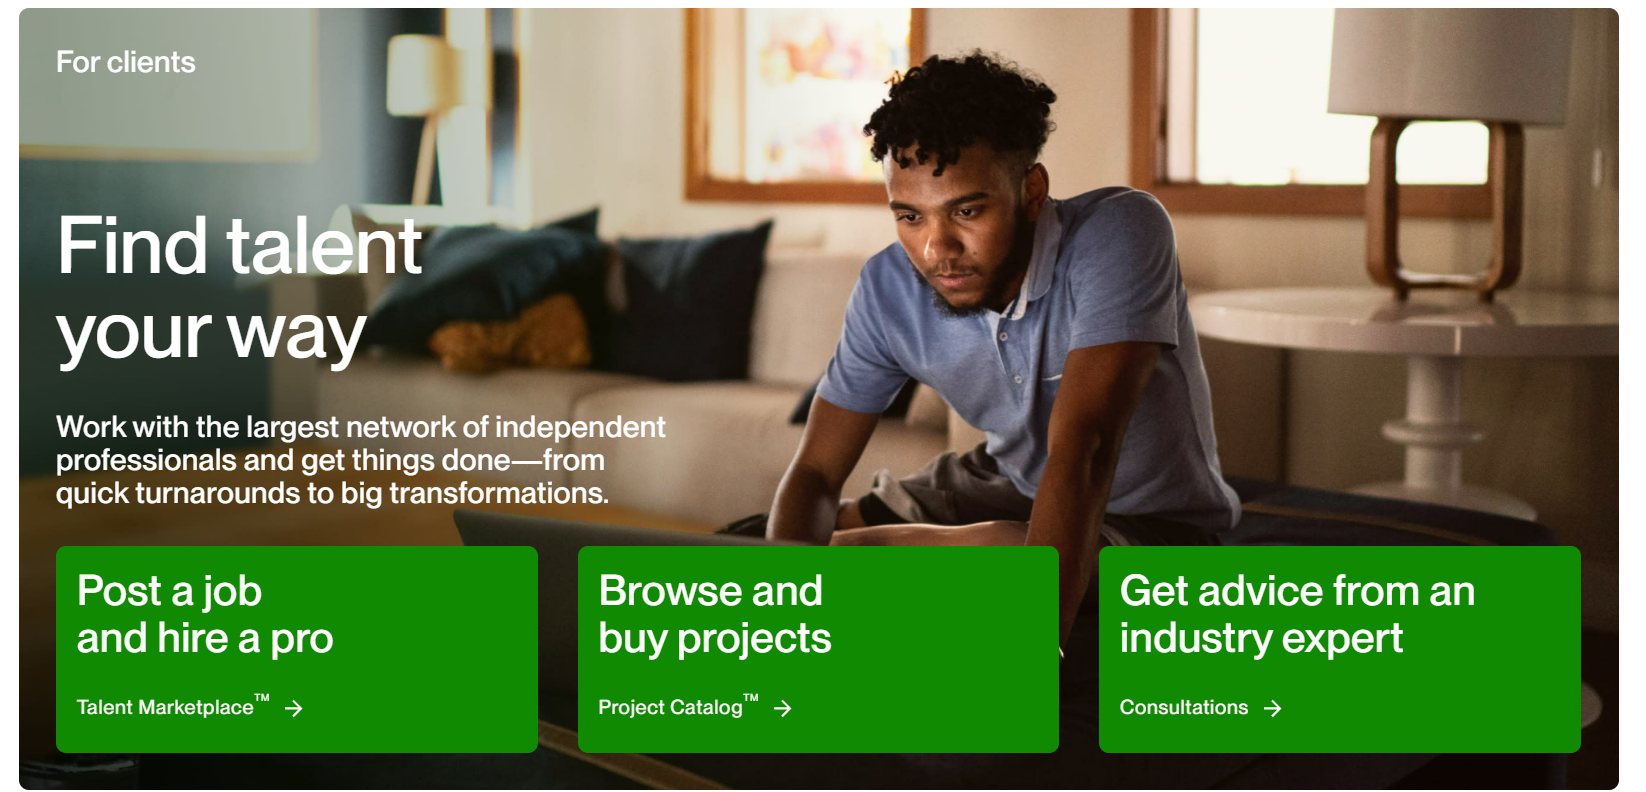 For clients
Find talent
your way
Work with the largest network of independent
professionals and get things done—from
quick turnarounds to big transformations.
Post a job
and hire a pro
Talent Marketplace™ →
Browse and
buy projects
Project Catalog™ →
Get advice from an
industry expert
Consultations →